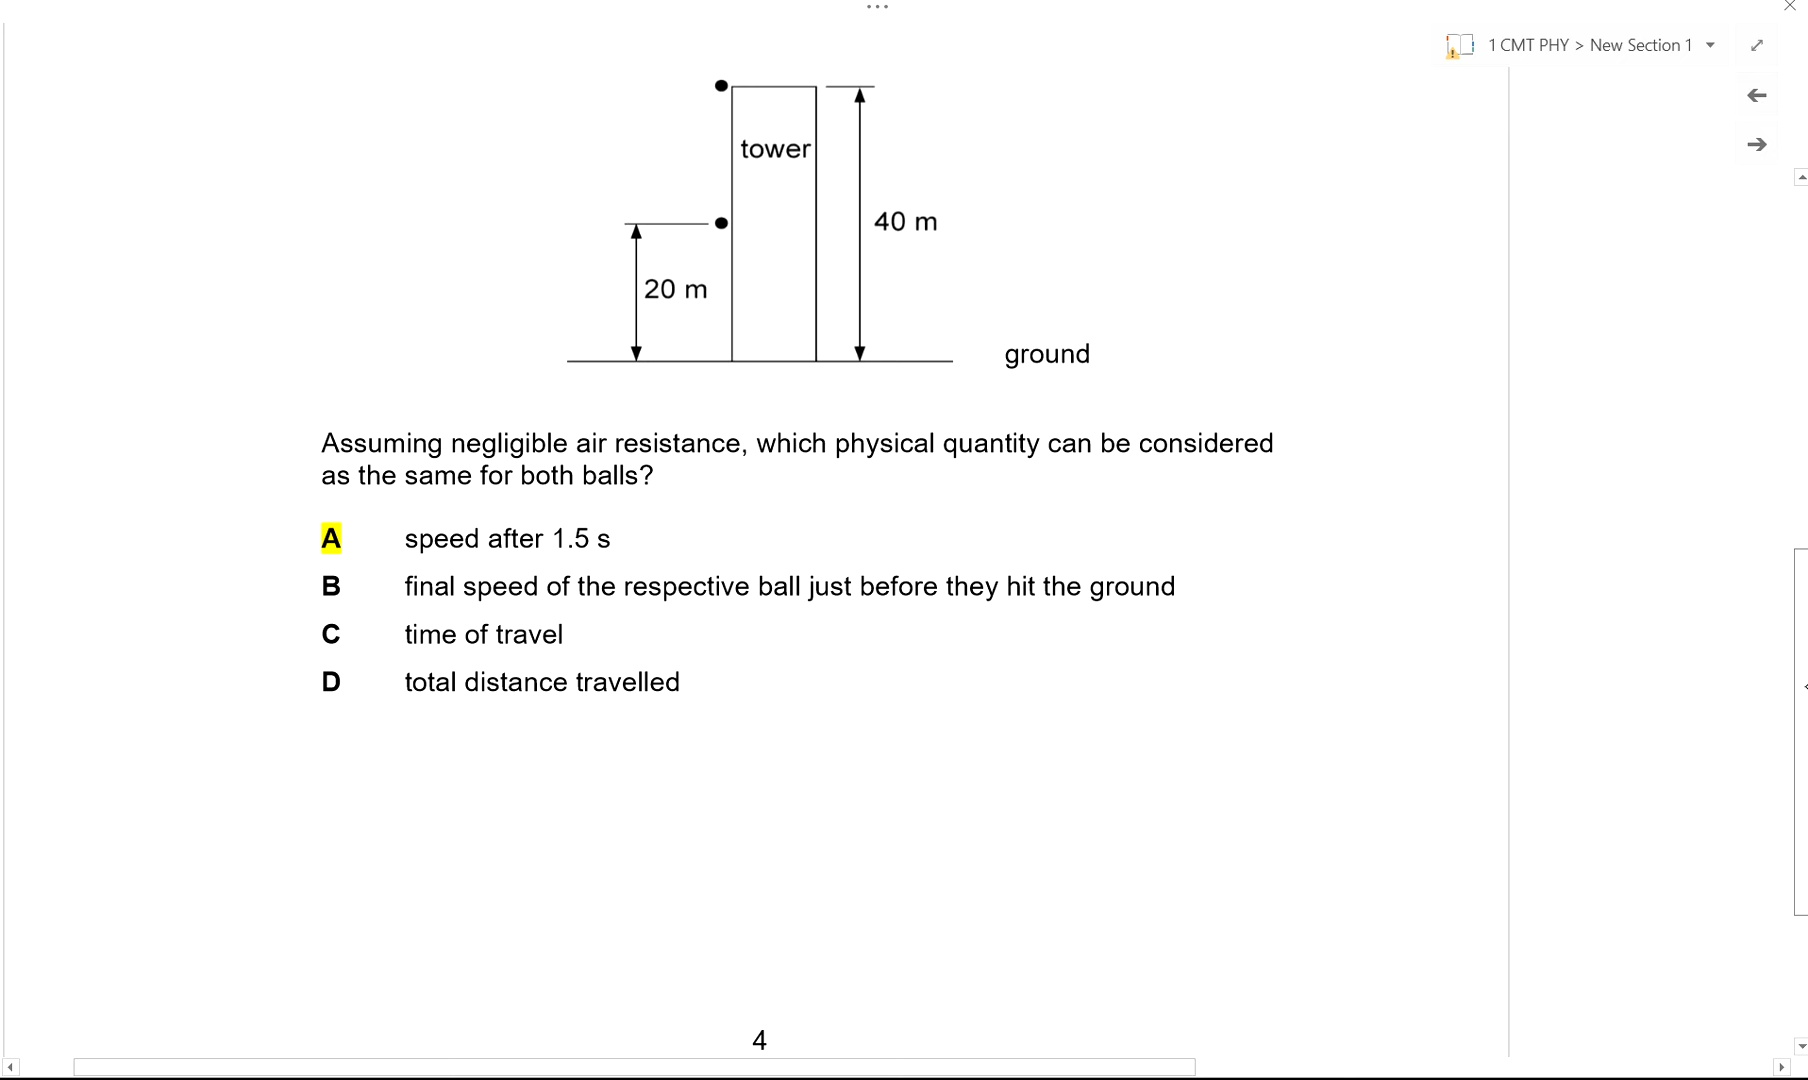 1 CMT PHY > New Section 1
tower
40 m
20 m
ground
Assuming negligible air resistance, which physical quantity can be considered
as the same for both balls?
A speed after 1.5 s
B final speed of the respective ball just before they hit the ground
C time of travel
D total distance travelled
4